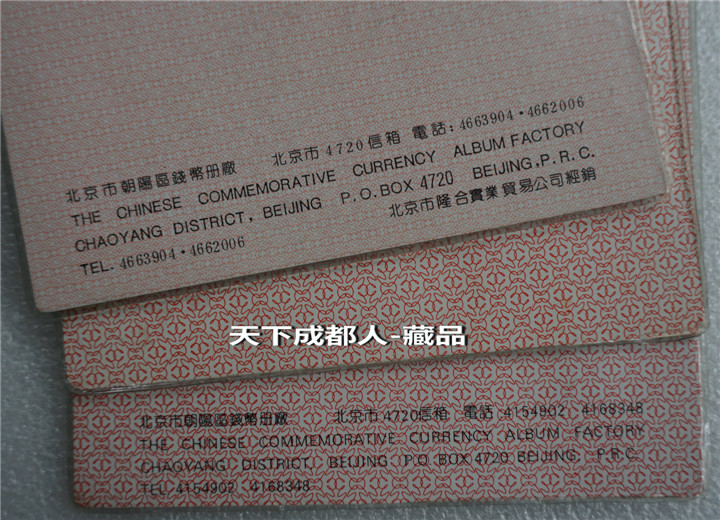 北京市朝陽區錢幣册廠 北京市4720信箱 電話:4663904·4662006
THE CHINESE COMMEMORATIVE CURRENCY ALBUM FACTORY
CHAOYANG DISTRICT, BEIJING P.O.BOX 4720 BEIJING,P.R.C.
TEL.4663904·4662006 北京市隆合實業貿易公司經銷
天下成都人-藏品
北京市朝陽區錢幣册廠 北京市4720信箱 電話 4154902 4168348
THE CHINESE COMMEMORATIVE CURRENCY ALBUM FACTORY
CHAOYANG DISTRICT, BEIJING P.O BOX 4720 BEIJING, P.R.C.
TEL 4154902 4168348